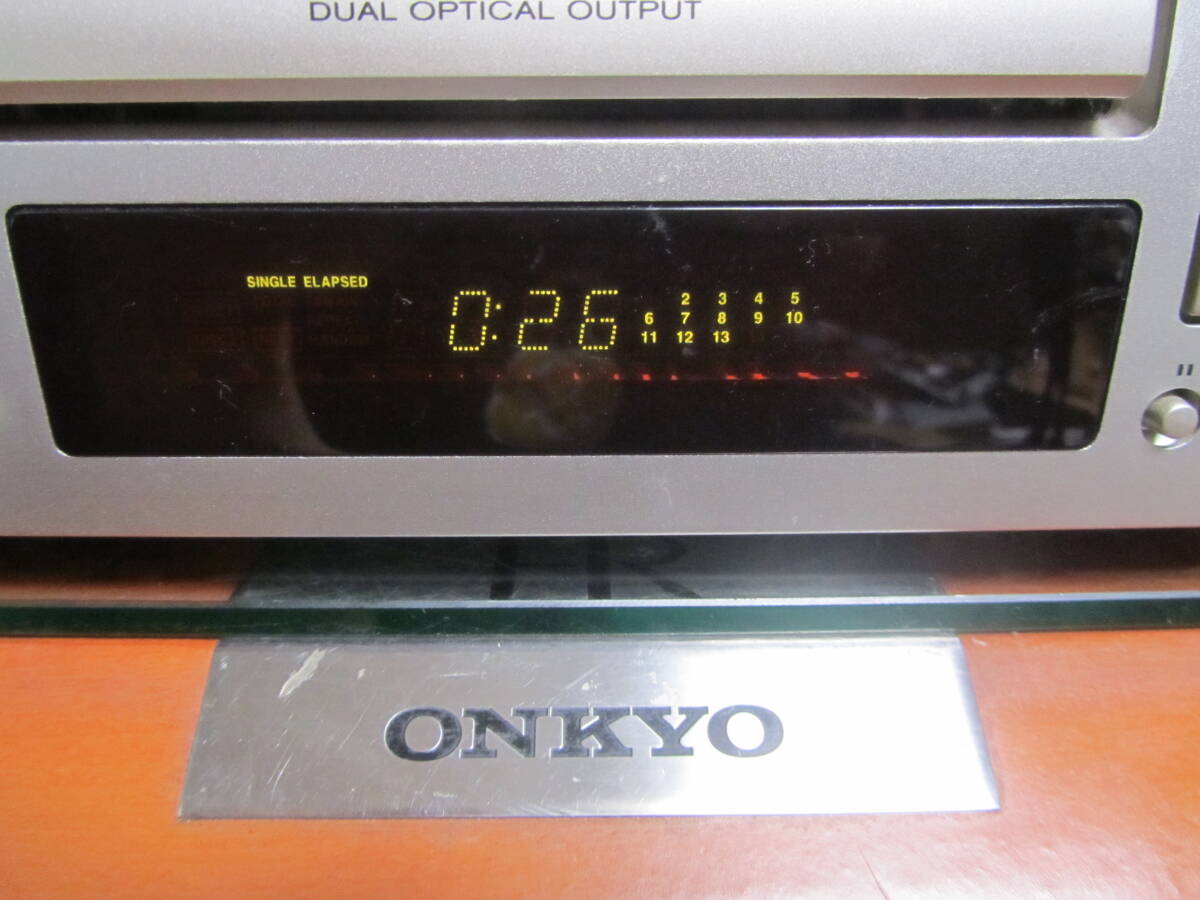 DUAL OPTICAL OUTPUT
SINGLE ELAPSED
0:26
2 3 4 5
6 7 8 9 10
11 12 13
ONKYO